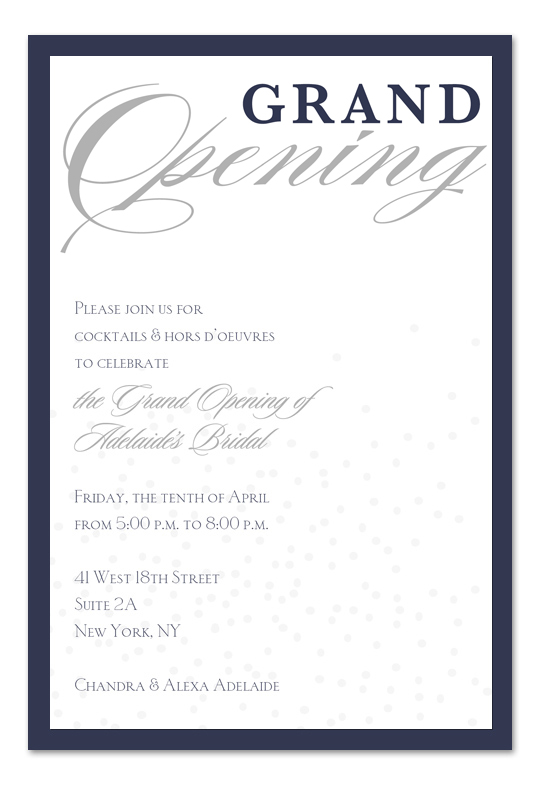 GRAND
Opening
Please join us for
cocktails & hors d'oeuvres
to celebrate
the Grand Opening of
Adelaide's Bridal
Friday, the tenth of April
from 5:00 p.m. to 8:00 p.m.
41 West 18th Street
Suite 2A
New York, NY
Chandra & Alexa Adelaide